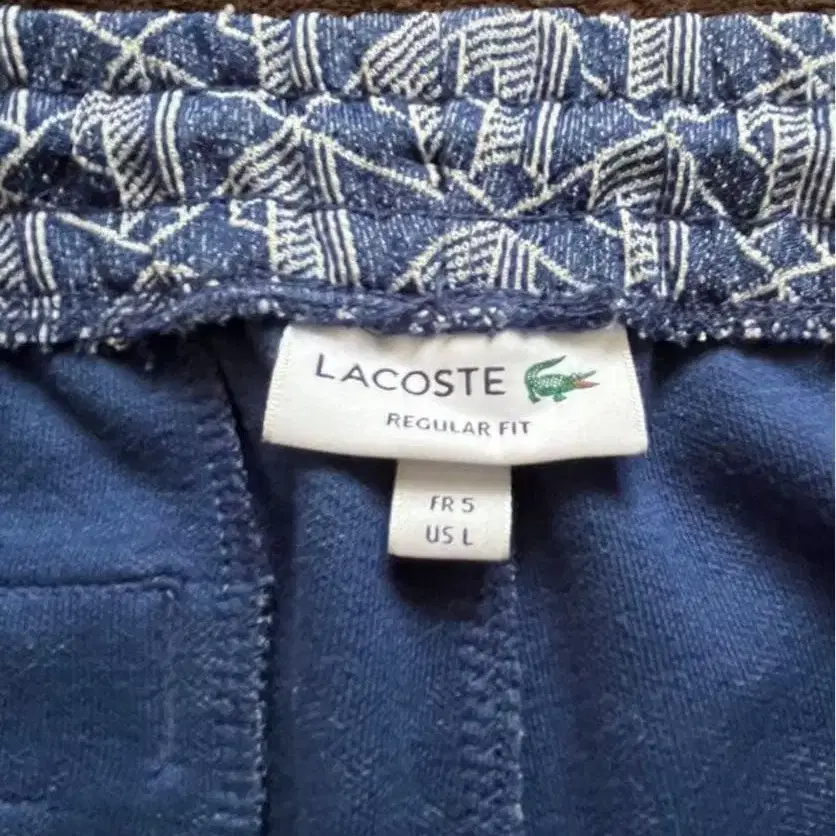 LACOSTE
REGULAR FIT
FR 5
US L